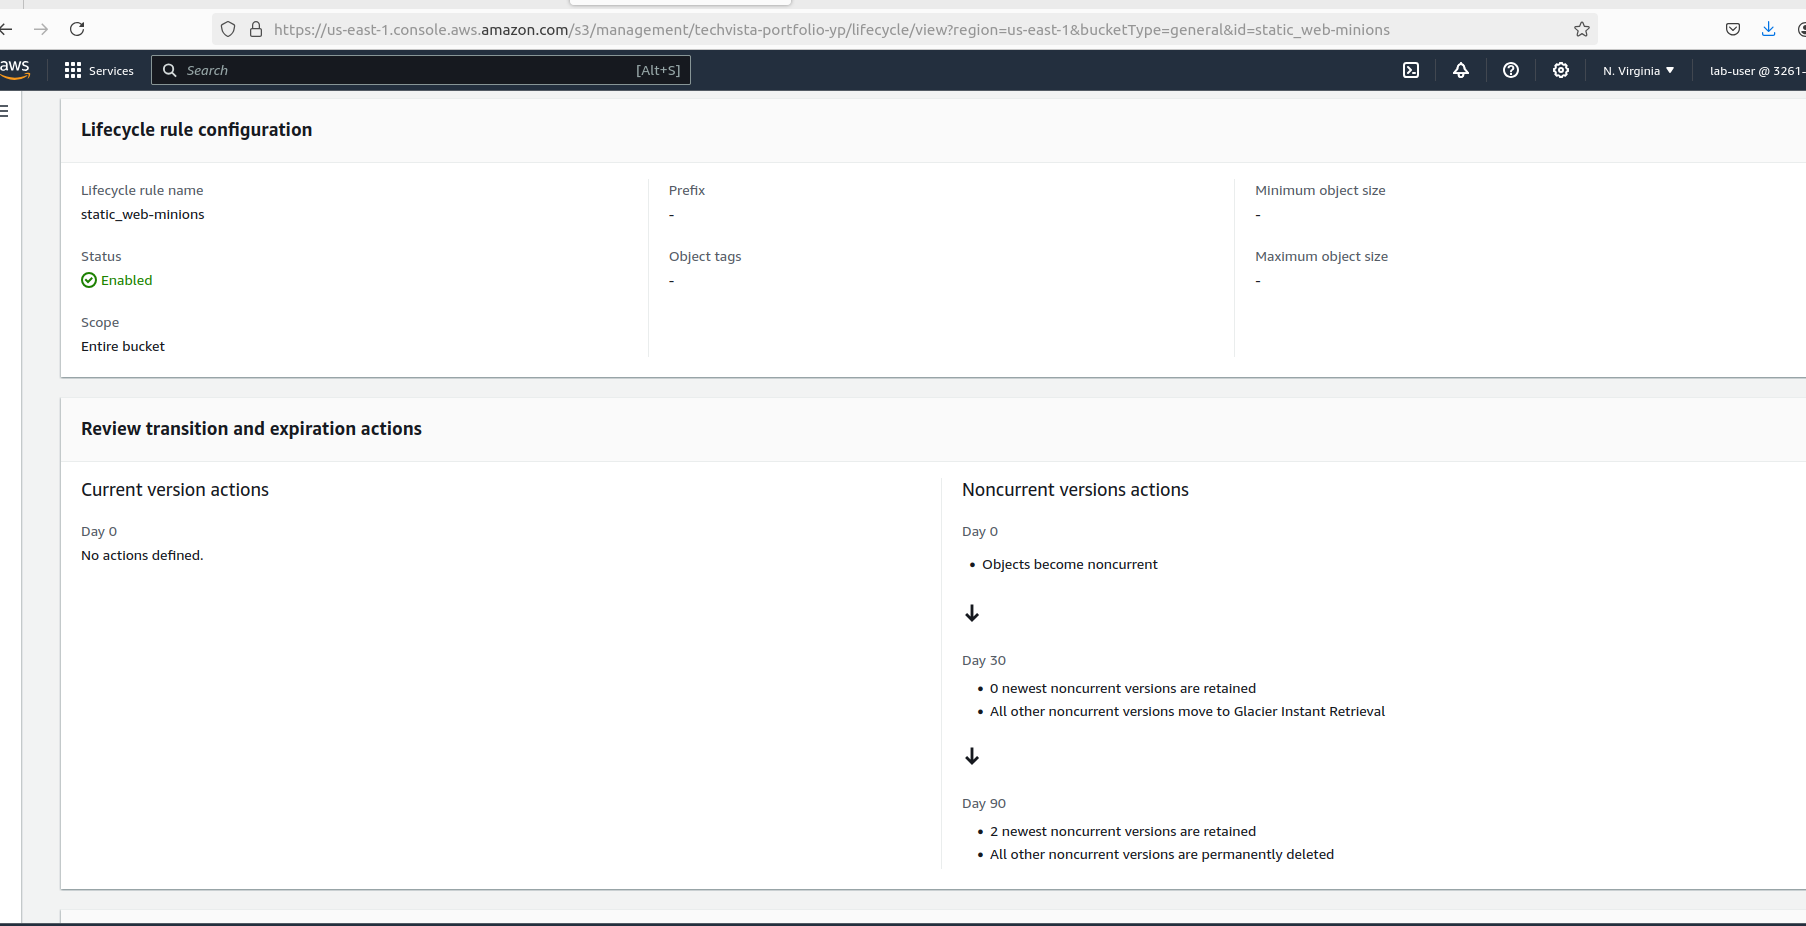 https://us-east-1.console.aws.amazon.com/s3/management/techvista-portfolio-yp/lifecycle/view?region=us-east-1&bucketType=general&id=static_web-minions
aws
Services
Search
[Alt+S]
N. Virginia
lab-user @ 3261-
Lifecycle rule configuration
Lifecycle rule name
static_web-minions
Status
Enabled
Scope
Entire bucket
Prefix
-
Object tags
-
Minimum object size
-
Maximum object size
-
Review transition and expiration actions
Current version actions
Day 0
No actions defined.
Noncurrent versions actions
Day 0
• Objects become noncurrent
Day 30
• 0 newest noncurrent versions are retained
• All other noncurrent versions move to Glacier Instant Retrieval
Day 90
• 2 newest noncurrent versions are retained
• All other noncurrent versions are permanently deleted